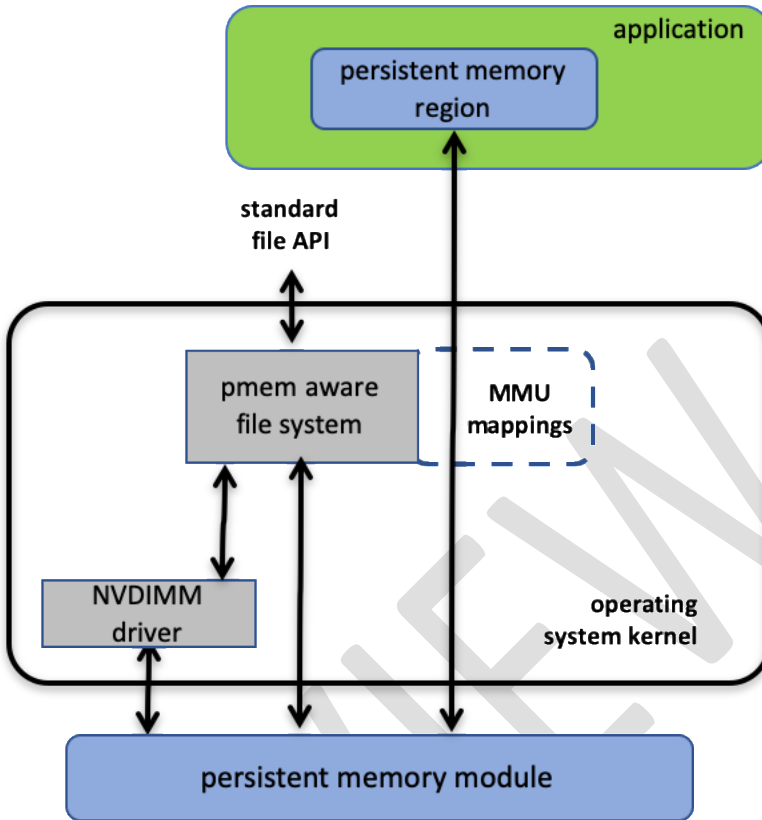 application
persistent memory
region
standard
file API
pmem aware
file system
MMU
mappings
NVDIMM
driver
operating
system kernel
persistent memory module
VIEW